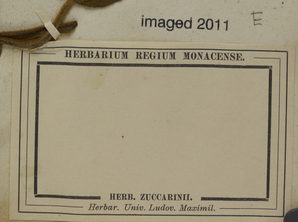 imaged 2011 E
HERBARIUM REGIUM MONACENSE.
HERB. ZUCCARINII.
Herbar. Univ. Ludov. Maximil.